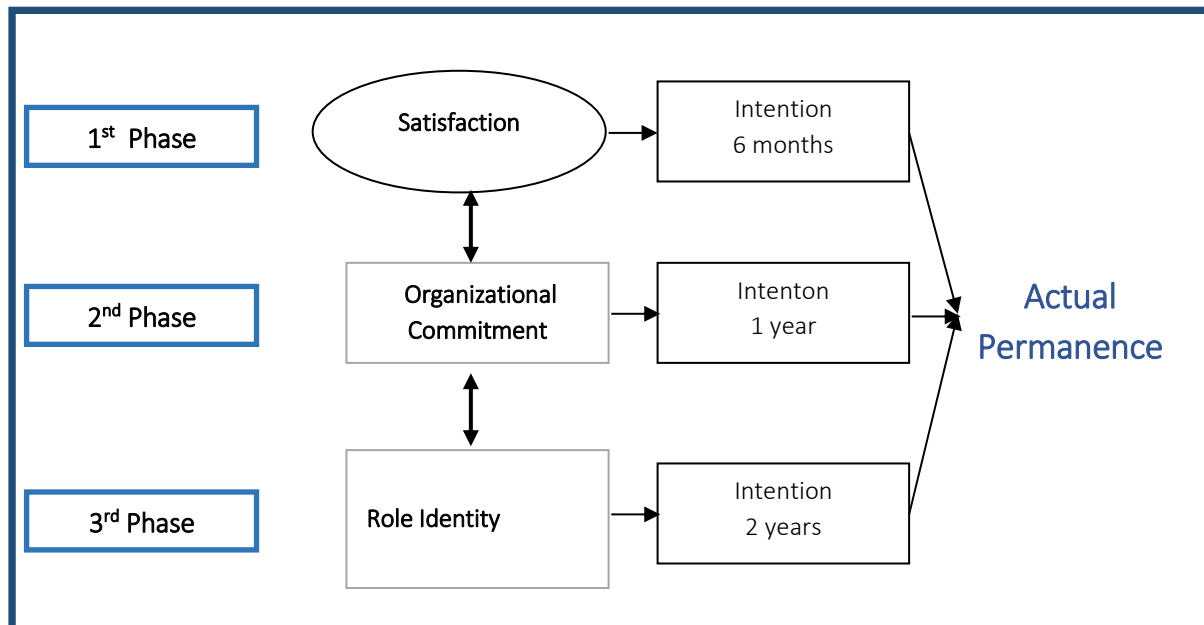 1st Phase
Satisfaction
Intention
6 months
2nd Phase
Organizational
Commitment
Intenton
1 year
Actual
Permanence
3rd Phase
Role Identity
Intention
2 years